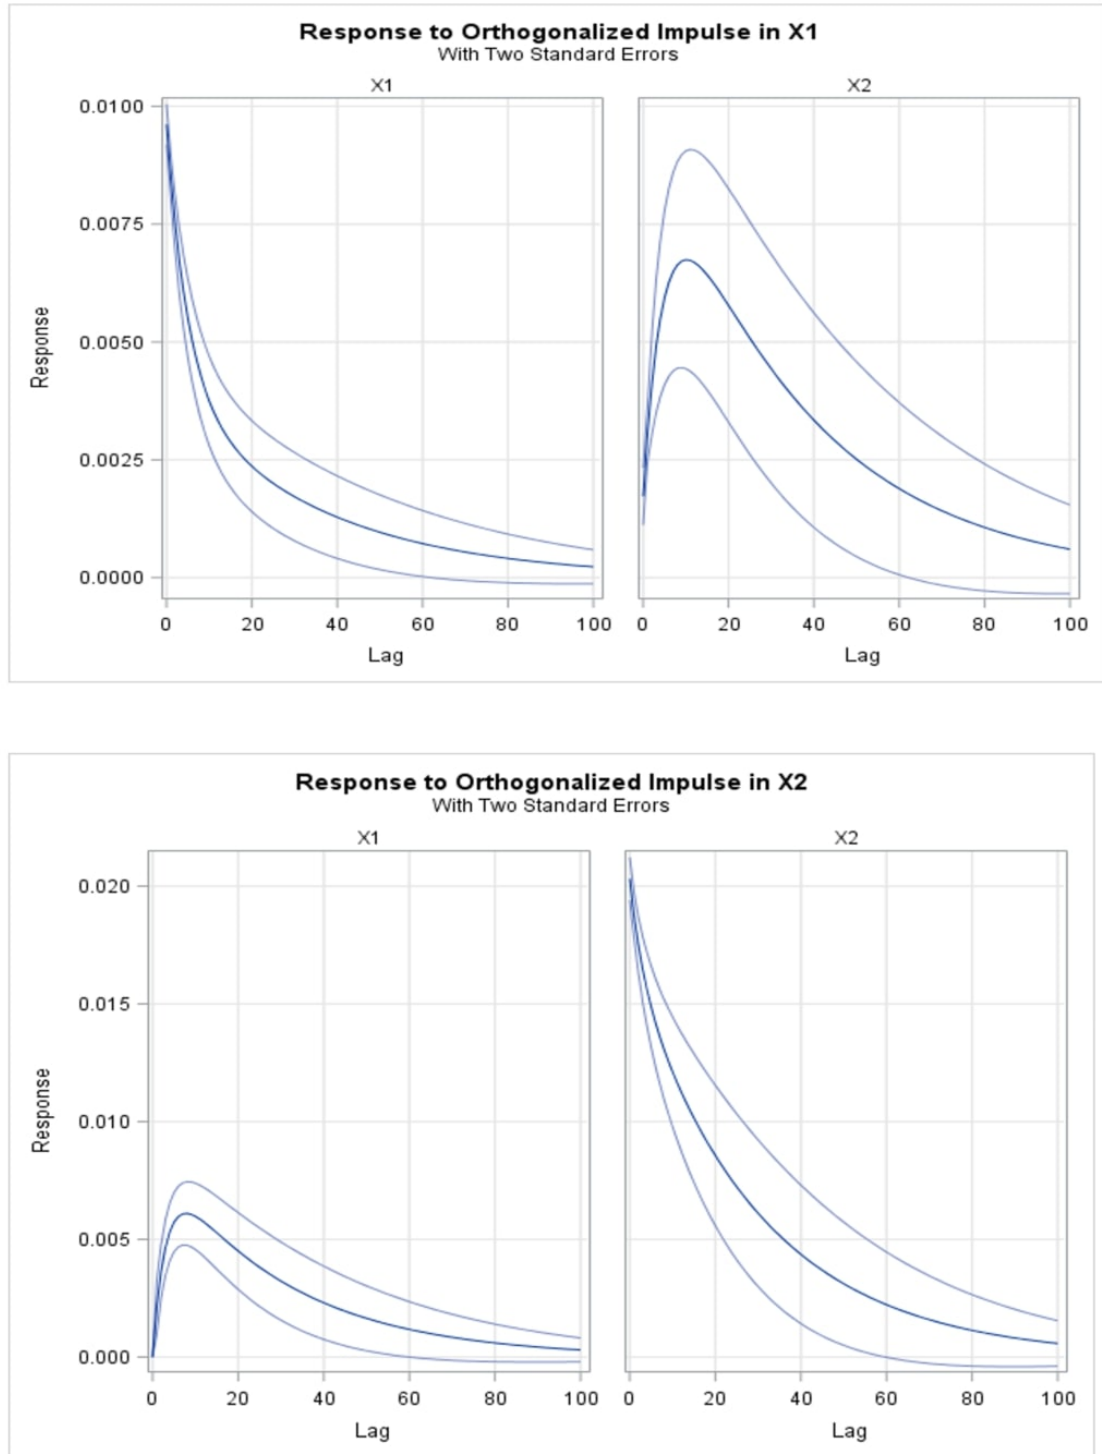 Response to Orthogonalized Impulse in X1
With Two Standard Errors
X1 X2
0.0100
0.0075
0.0050
0.0025
0.0000
Response
0 20 40 60 80 100 0 20 40 60 80 100
Lag Lag
Response to Orthogonalized Impulse in X2
With Two Standard Errors
X1 X2
0.020
0.015
0.010
0.005
0.000
Response
0 20 40 60 80 100 0 20 40 60 80 100
Lag Lag